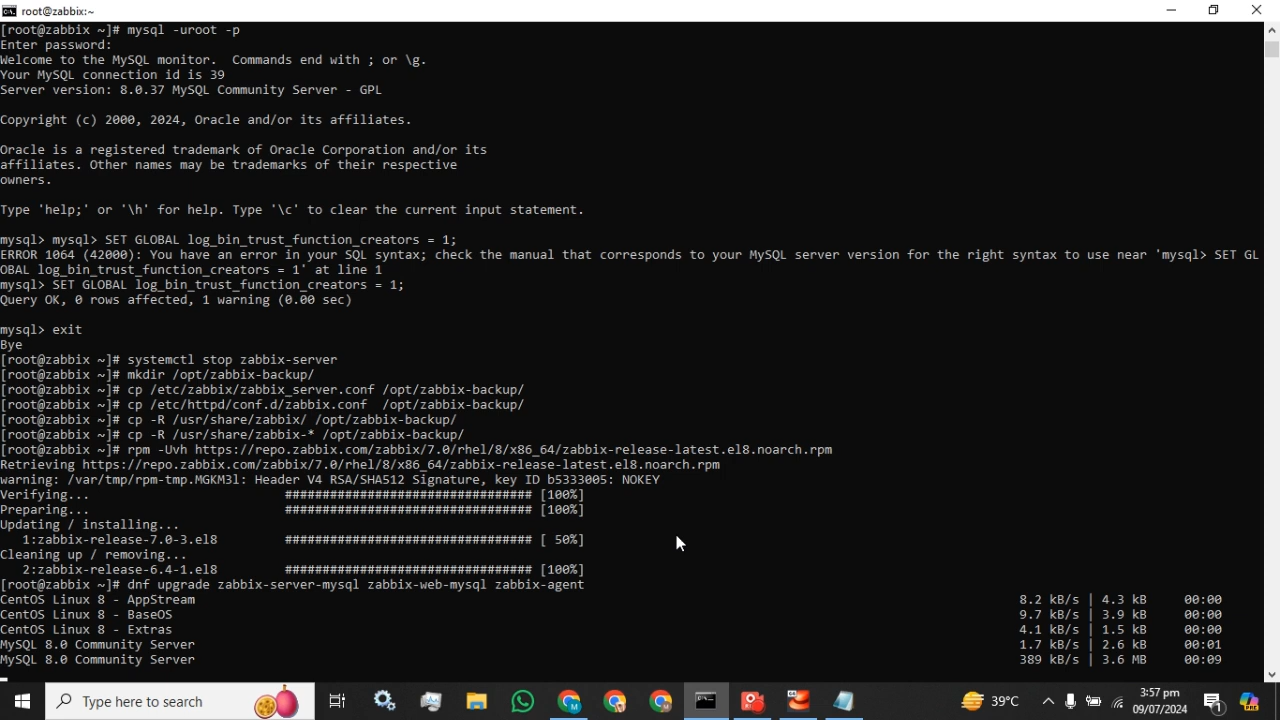 root@zabbix:~
[root@zabbix ~]# mysql -uroot -p
Enter password:
Welcome to the MySQL monitor.  Commands end with ; or \g.
Your MySQL connection id is 39
Server version: 8.0.37 MySQL Community Server - GPL
Copyright (c) 2000, 2024, Oracle and/or its affiliates.
Oracle is a registered trademark of Oracle Corporation and/or its
affiliates. Other names may be trademarks of their respective
owners.
Type 'help;' or '\h' for help. Type '\c' to clear the current input statement.
mysql> mysql> SET GLOBAL log_bin_trust_function_creators = 1;
ERROR 1064 (42000): You have an error in your SQL syntax; check the manual that corresponds to your MySQL server version for the right syntax to use near 'mysql> SET GL
OBAL log_bin_trust_function_creators = 1' at line 1
mysql> SET GLOBAL log_bin_trust_function_creators = 1;
Query OK, 0 rows affected, 1 warning (0.00 sec)
mysql> exit
Bye
[root@zabbix ~]# systemctl stop zabbix-server
[root@zabbix ~]# mkdir /opt/zabbix-backup/
[root@zabbix ~]# cp /etc/zabbix/zabbix_server.conf /opt/zabbix-backup/
[root@zabbix ~]# cp /etc/httpd/conf.d/zabbix.conf  /opt/zabbix-backup/
[root@zabbix ~]# cp -R /usr/share/zabbix/ /opt/zabbix-backup/
[root@zabbix ~]# cp -R /usr/share/zabbix-* /opt/zabbix-backup/
[root@zabbix ~]# rpm -Uvh https://repo.zabbix.com/zabbix/7.0/rhel/8/x86_64/zabbix-release-latest.el8.noarch.rpm
Retrieving https://repo.zabbix.com/zabbix/7.0/rhel/8/x86_64/zabbix-release-latest.el8.noarch.rpm
warning: /var/tmp/rpm-tmp.MGKM3l: Header V4 RSA/SHA512 Signature, key ID b5333005: NOKEY
Verifying... ################################# [100%]
Preparing... ################################# [100%]
Updating / installing...
1:zabbix-release-7.0-3.el8 ################################# [ 50%]
Cleaning up / removing...
2:zabbix-release-6.4-1.el8 ################################# [100%]
[root@zabbix ~]# dnf upgrade zabbix-server-mysql zabbix-web-mysql zabbix-agent
CentOS Linux 8 - AppStream 8.2 kB/s | 4.3 kB 00:00
CentOS Linux 8 - BaseOS 9.7 kB/s | 3.9 kB 00:00
CentOS Linux 8 - Extras 4.1 kB/s | 1.5 kB 00:00
MySQL 8.0 Community Server 1.7 kB/s | 2.6 kB 00:01
MySQL 8.0 Community Server 389 kB/s | 3.6 MB 00:09
Type here to search
39°C
3:57 pm
09/07/2024
1
PRE